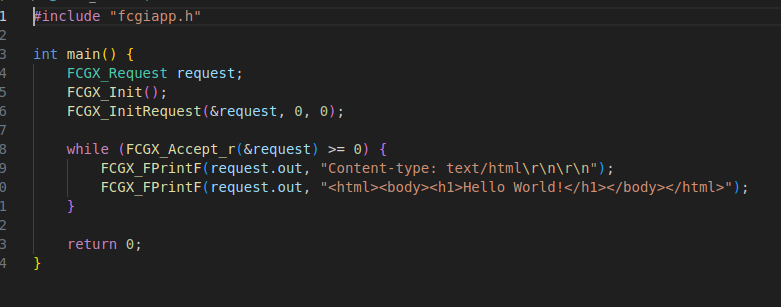 1 #include "fcgiapp.h"
2
3 int main() {
4 FCGX_Request request;
5 FCGX_Init();
6 FCGX_InitRequest(&request, 0, 0);
7
8 while (FCGX_Accept_r(&request) >= 0) {
9 FCGX_FPrintF(request.out, "Content-type: text/html\r\n\r\n");
0 FCGX_FPrintF(request.out, "<html><body><h1>Hello World!</h1></body></html>");
1 }
2
3 return 0;
4 }